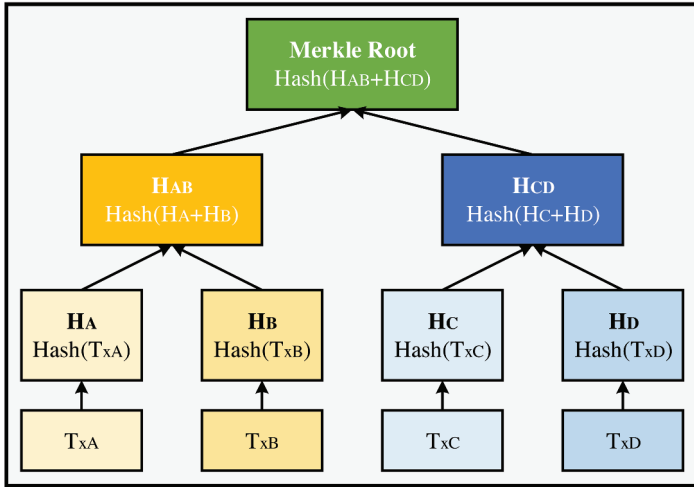 Merkle Root
Hash(HAB+HCD)
HAB
Hash(HA+HB)
HCD
Hash(HC+HD)
HA
Hash(TxA)
HB
Hash(TxB)
HC
Hash(TxC)
HD
Hash(TxD)
TxA
TxB
TxC
TxD